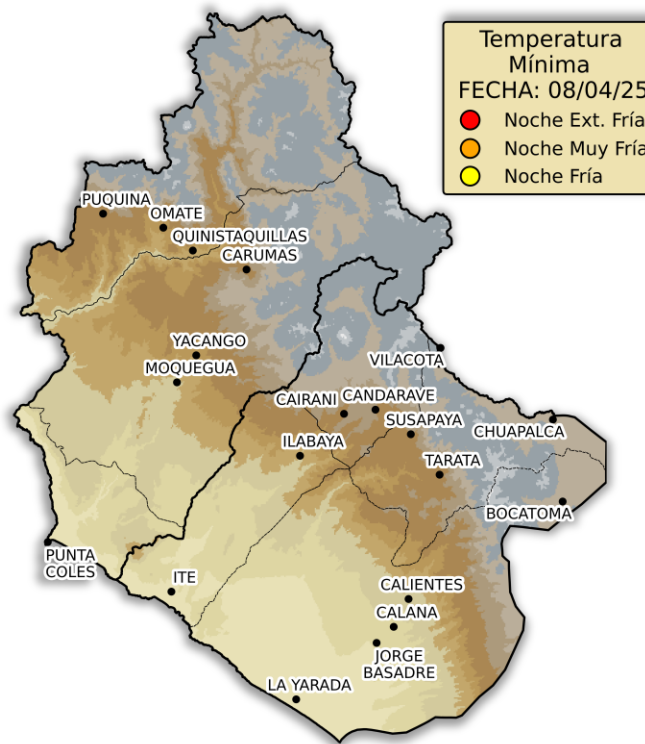 Temperatura
Mínima
FECHA: 08/04/25
Noche Ext. Fría
Noche Muy Fría
Noche Fría
PUQUINA
OMATE
QUINISTAQUILLAS
CARUMAS
YACANGO
MOQUEGUA
VILACOTA
CAIRANI
CANDARAVE
SUSAPAYA
CHUAPALCA
ILABAYA
TARATA
BOCATOMA
PUNTA
COLES
ITE
CALIENTES
CALANA
JORGE
BASADRE
LA YARADA